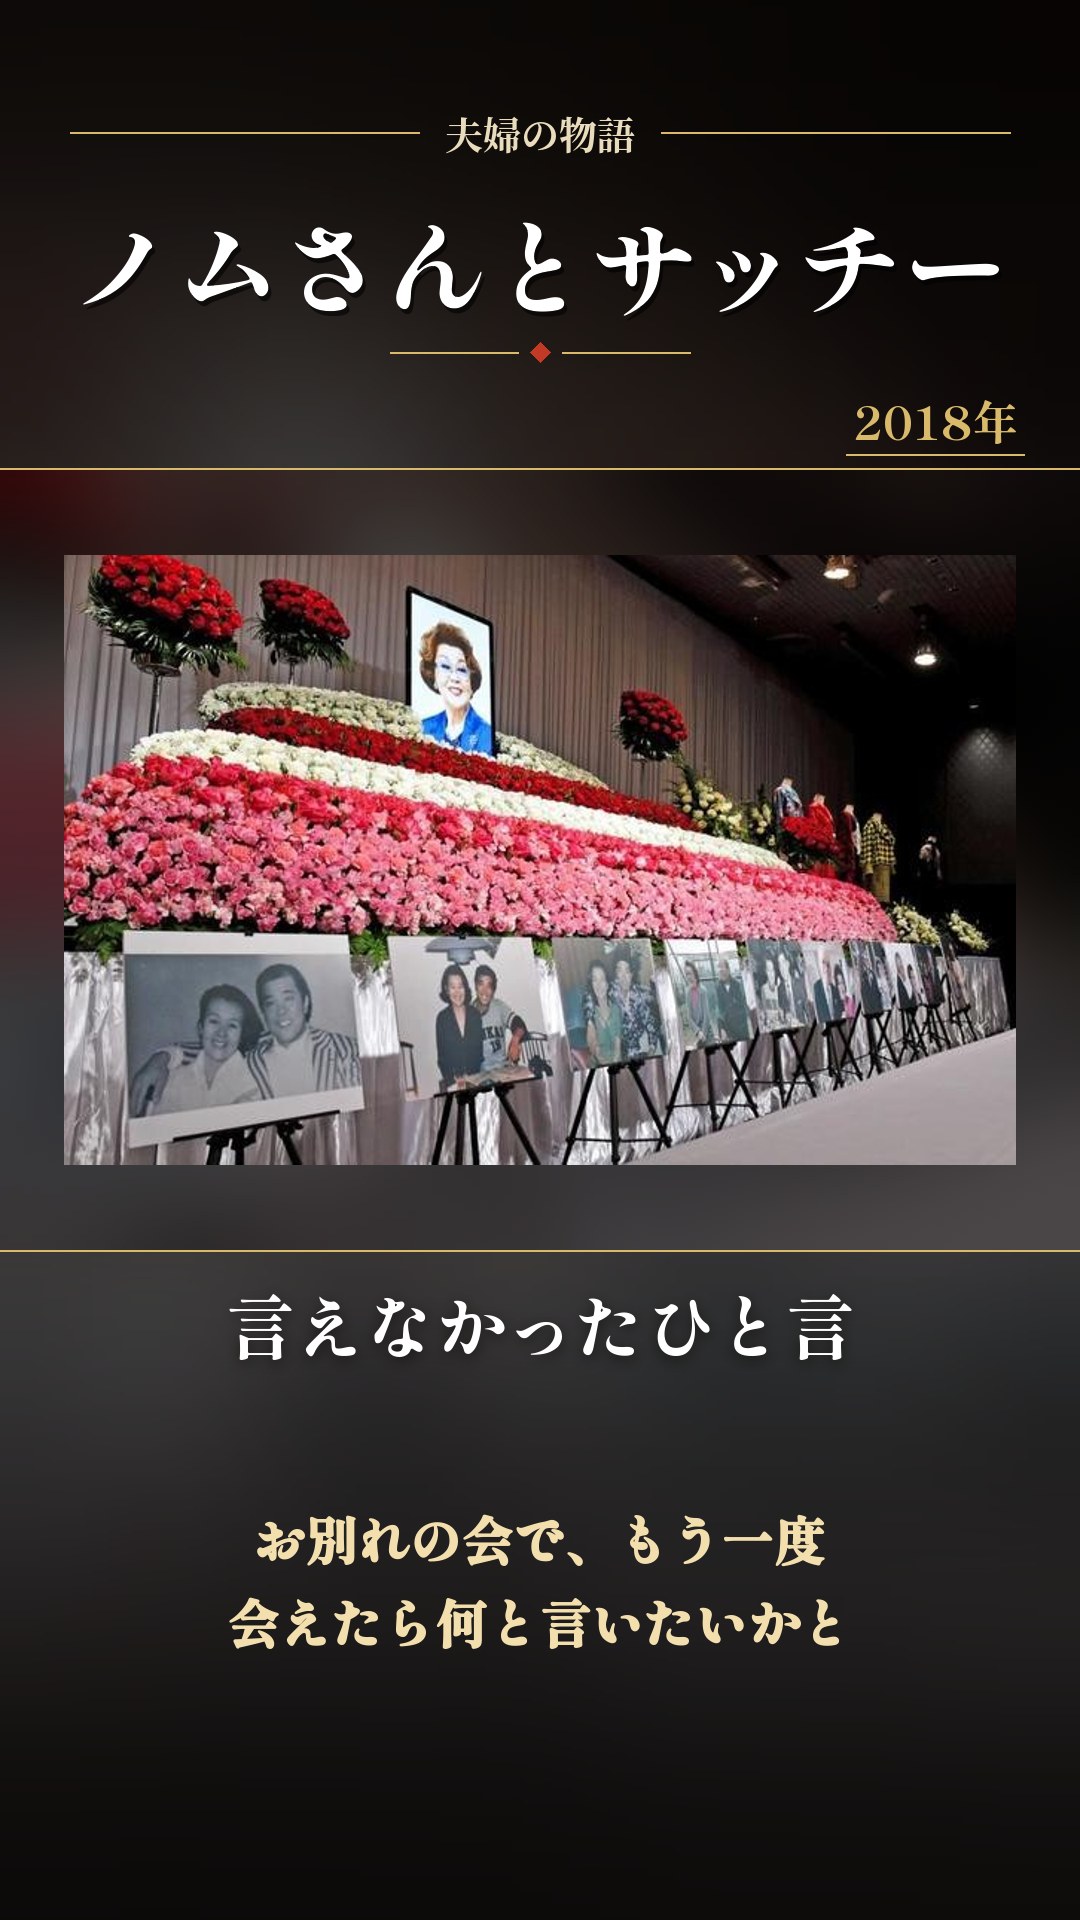 夫婦の物語
ノムさんとサッチー
2018年
言えなかったひと言
お別れの会で、もう一度
会えたら何と言いたいかと